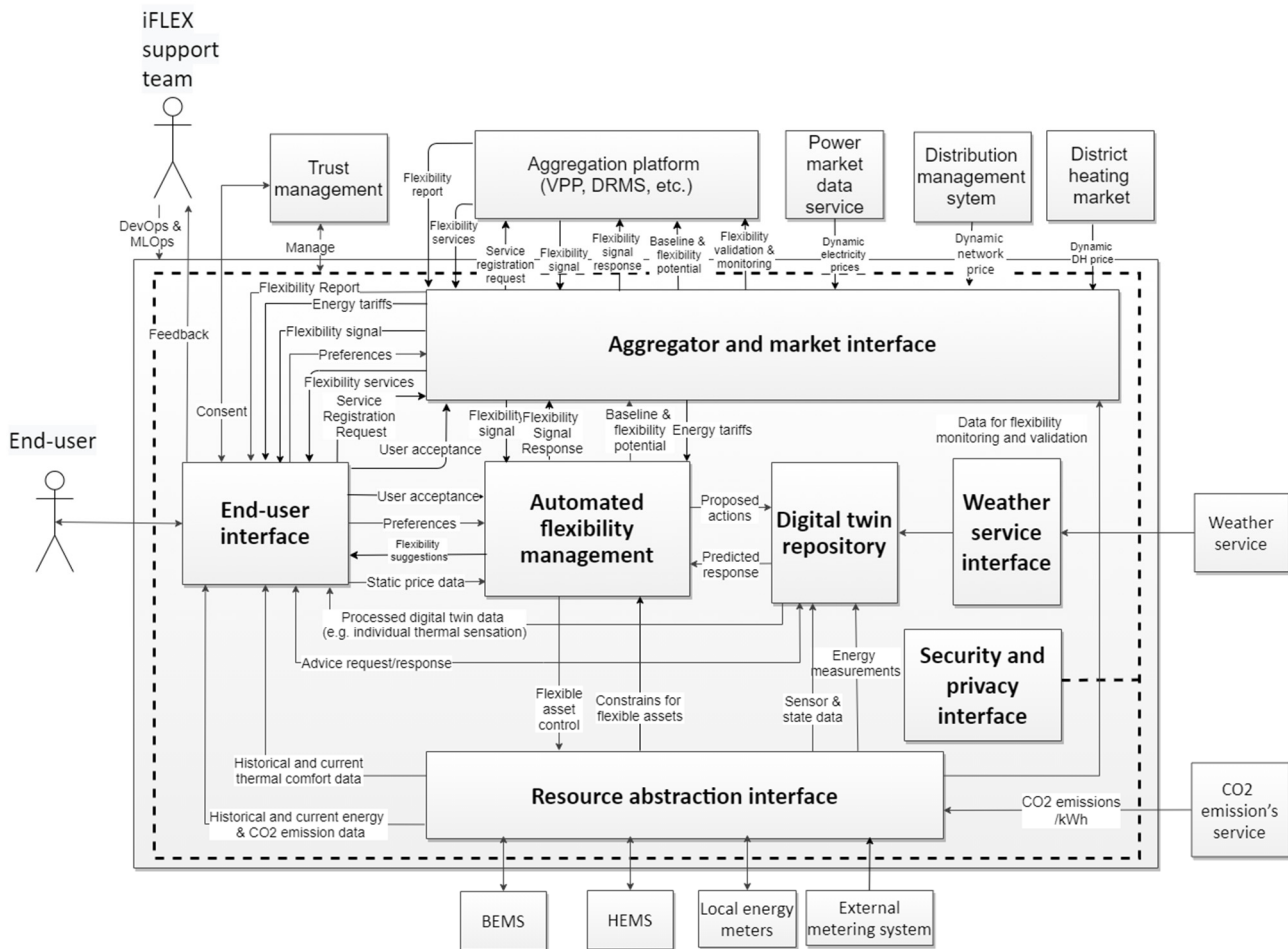 iFLEX
support
team
Trust
management
Aggregation platform
(VPP, DRMS, etc.)
Power
market
data
service
Distribution
management
sytem
District
heating
market
Flexibility
report
DevOps &
MLOps
Manage
Flexibility
services
Service
registration
request
Flexibility
signal
Flexibility
signal
response
Baseline &
flexibility
potential
Flexibility
validation &
monitoring
Dynamic
electricity
prices
Dynamic
network
price
Dynamic
DH price
Flexibility Report
Energy tariffs
Feedback
Flexibility signal
Preferences
Flexibility services
Service
Registration
Request
Consent
User acceptance
Aggregator and market interface
Flexibility
signal
Flexibility
Signal
Response
Baseline &
flexibility
potential
Energy tariffs
Data for flexibility
monitoring and validation
End-user
End-user
interface
User acceptance
Preferences
Flexibility
suggestions
Static price data
Automated
flexibility
management
Proposed
actions
Predicted
response
Digital twin
repository
Weather
service
interface
Weather
service
Processed digital twin data
(e.g. individual thermal sensation)
Advice request/response
Flexible
asset
control
Constrains for
flexible assets
Energy
measurements
Sensor &
state data
Security and
privacy
interface
Historical and current
thermal comfort data
Historical and current energy
& CO2 emission data
Resource abstraction interface
CO2 emissions
/kWh
CO2
emission's
service
BEMS
HEMS
Local energy
meters
External
metering system